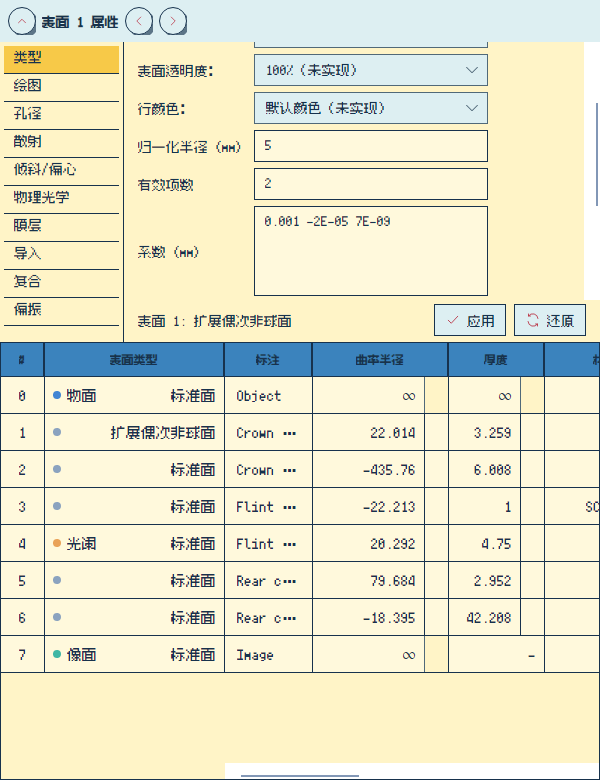 表面 1 属性
类型
绘图
孔径
散射
倾斜/偏心
物理光学
膜层
导入
复合
偏振
表面透明度: 100% (未实现)
行颜色: 默认颜色 (未实现)
归一化半径 (mm) 5
有效项数 2
系数 (mm) 0.001 -2E-05 7E-09
表面 1: 扩展偶次非球面 应用 还原
# 表面类型 标注 曲率半径 厚度
0 物面 标准面 Object ∞ ∞
1 扩展偶次非球面 Crown ⋯ 22.014 3.259
2 标准面 Crown ⋯ -435.76 6.008
3 标准面 Flint ⋯ -22.213 1 SC
4 光阑 标准面 Flint ⋯ 20.292 4.75
5 标准面 Rear c⋯ 79.684 2.952
6 标准面 Rear c⋯ -18.395 42.208
7 像面 标准面 Image ∞ -